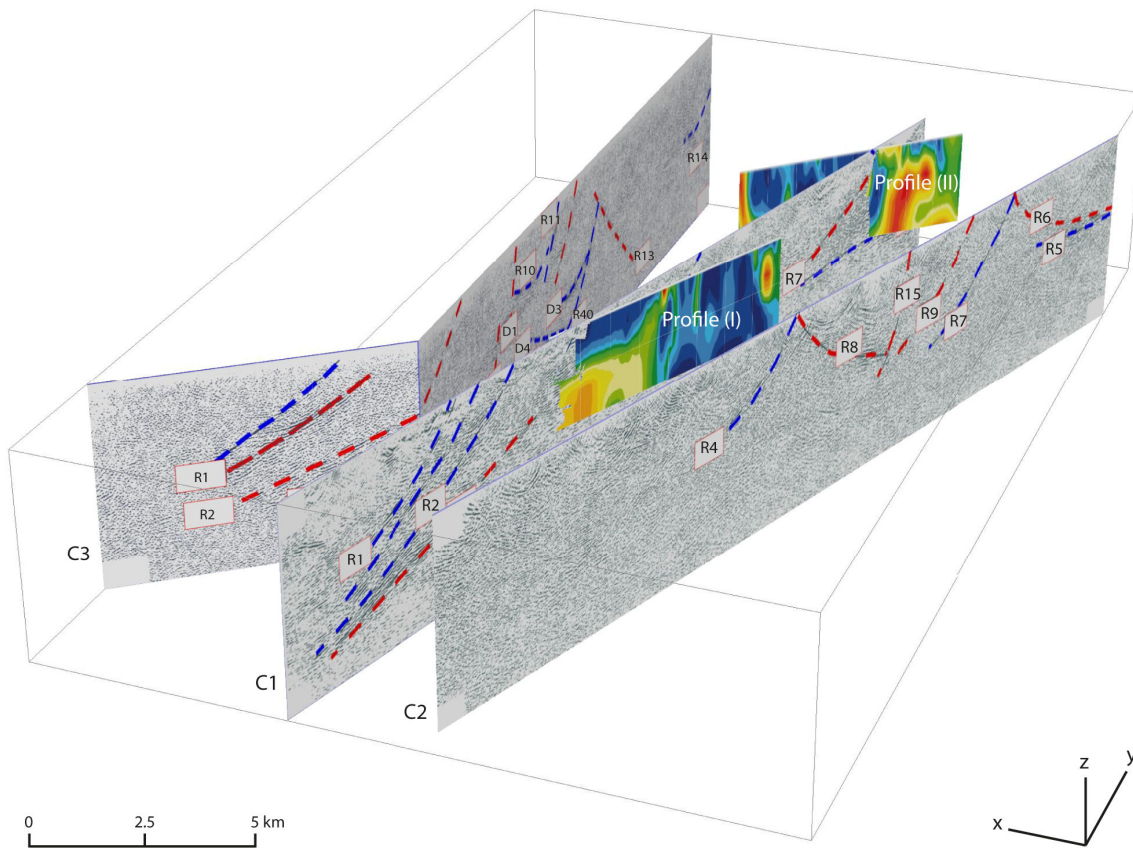 R14
Profile (II)
R11
R6
R5
R13
R10
R7
R15
D3
R40
Profile (I)
R9
R7
D1
D4
R8
R4
R1
R2
R2
R1
C3
C1
C2
z
y
x
0
2.5
5 km